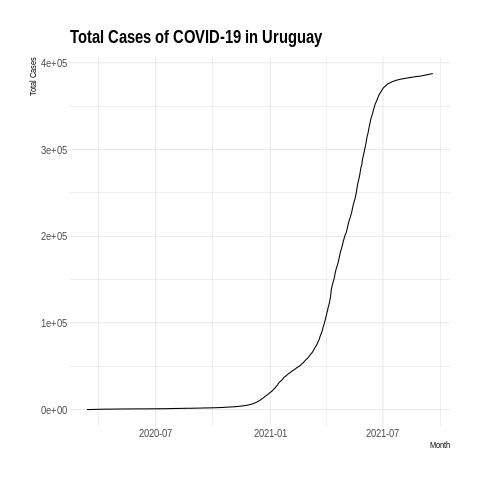 Total Cases of COVID-19 in Uruguay
Total Cases
4e+05
3e+05
2e+05
1e+05
0e+00
2020-07 2021-01 2021-07
Month